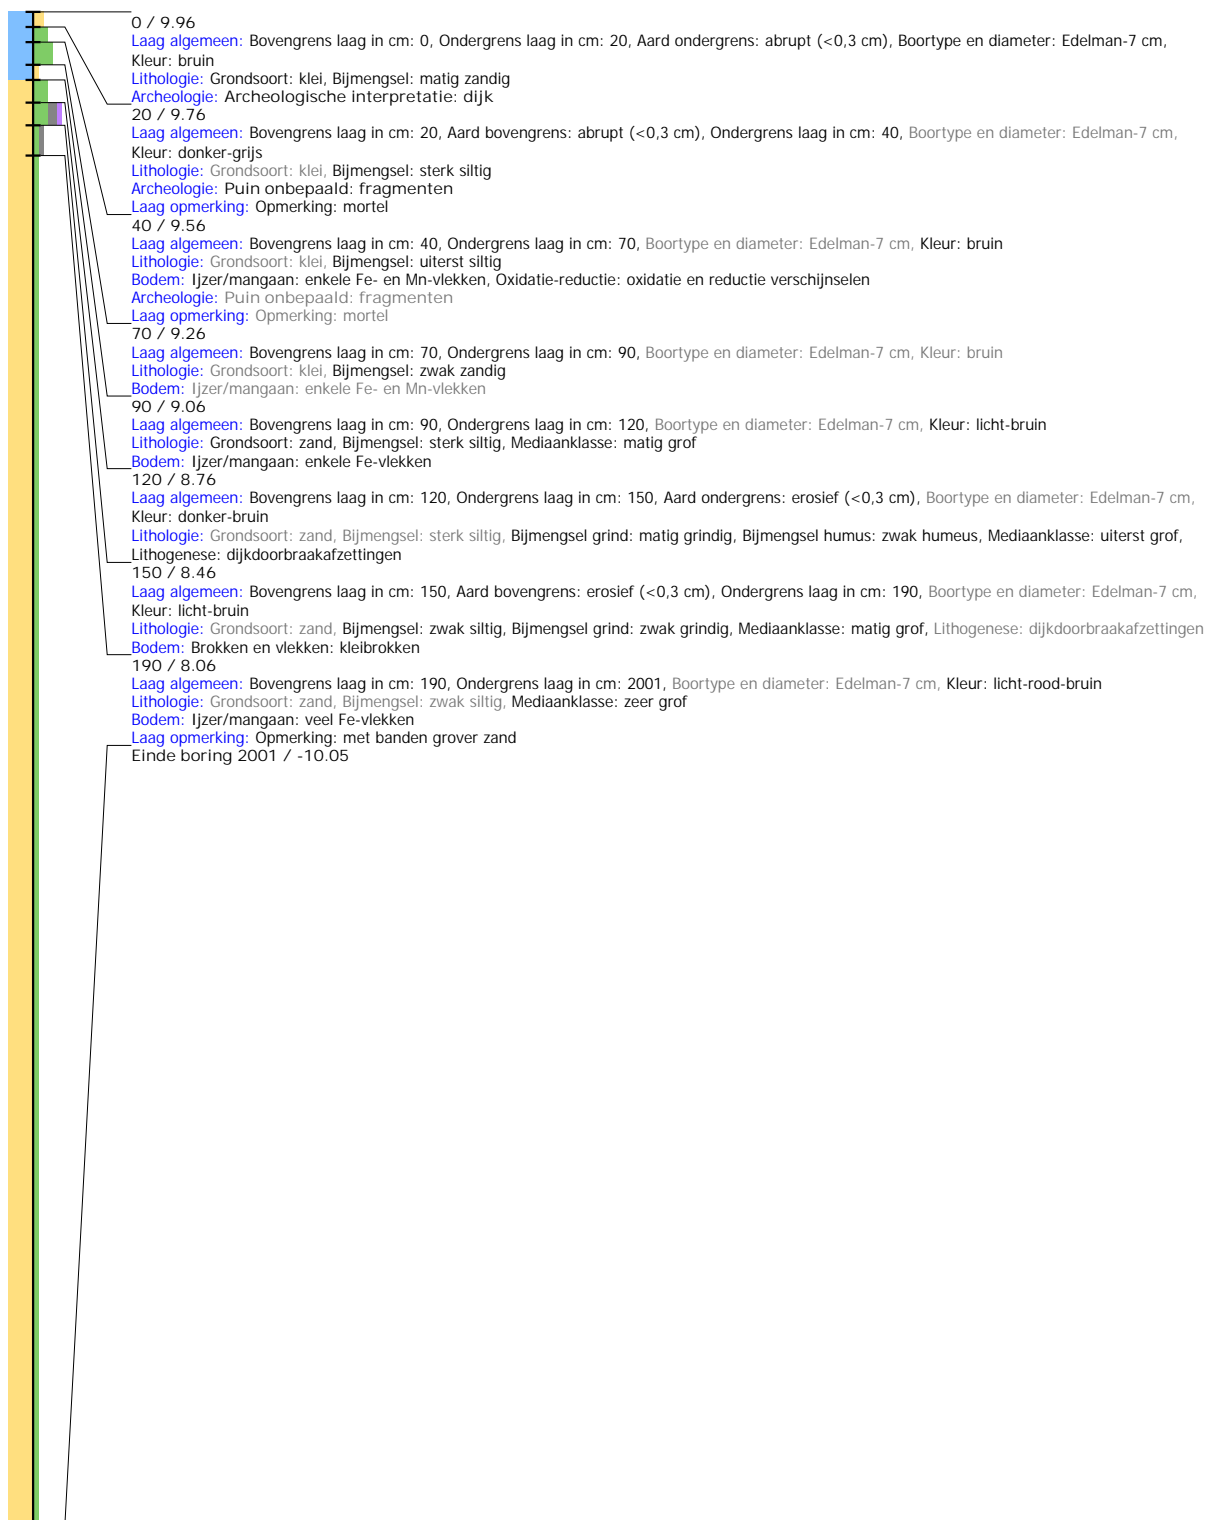 0 / 9.96
Laag algemeen: Bovengrens laag in cm: 0, Ondergrens laag in cm: 20, Aard ondergrens: abrupt (<0,3 cm), Boortype en diameter: Edelman-7 cm,
Kleur: bruin
Lithologie: Grondsoort: klei, Bijmengsel: matig zandig
Archeologie: Archeologische interpretatie: dijk
20 / 9.76
Laag algemeen: Bovengrens laag in cm: 20, Aard bovengrens: abrupt (<0,3 cm), Ondergrens laag in cm: 40, Boortype en diameter: Edelman-7 cm,
Kleur: donker-grijs
Lithologie: Grondsoort: klei, Bijmengsel: sterk siltig
Archeologie: Puin onbepaald: fragmenten
Laag opmerking: Opmerking: mortel
40 / 9.56
Laag algemeen: Bovengrens laag in cm: 40, Ondergrens laag in cm: 70, Boortype en diameter: Edelman-7 cm, Kleur: bruin
Lithologie: Grondsoort: klei, Bijmengsel: uiterst siltig
Bodem: Ijzer/mangaan: enkele Fe- en Mn-vlekken, Oxidatie-reductie: oxidatie en reductie verschijnselen
Archeologie: Puin onbepaald: fragmenten
Laag opmerking: Opmerking: mortel
70 / 9.26
Laag algemeen: Bovengrens laag in cm: 70, Ondergrens laag in cm: 90, Boortype en diameter: Edelman-7 cm, Kleur: bruin
Lithologie: Grondsoort: klei, Bijmengsel: zwak zandig
Bodem: Ijzer/mangaan: enkele Fe- en Mn-vlekken
90 / 9.06
Laag algemeen: Bovengrens laag in cm: 90, Ondergrens laag in cm: 120, Boortype en diameter: Edelman-7 cm, Kleur: licht-bruin
Lithologie: Grondsoort: zand, Bijmengsel: sterk siltig, Mediaanklasse: matig grof
Bodem: Ijzer/mangaan: enkele Fe-vlekken
120 / 8.76
Laag algemeen: Bovengrens laag in cm: 120, Ondergrens laag in cm: 150, Aard ondergrens: erosief (<0,3 cm), Boortype en diameter: Edelman-7 cm,
Kleur: donker-bruin
Lithologie: Grondsoort: zand, Bijmengsel: sterk siltig, Bijmengsel grind: matig grindig, Bijmengsel humus: zwak humeus, Mediaanklasse: uiterst grof,
Lithogenese: dijkdoorbraakafzettingen
150 / 8.46
Laag algemeen: Bovengrens laag in cm: 150, Aard bovengrens: erosief (<0,3 cm), Ondergrens laag in cm: 190, Boortype en diameter: Edelman-7 cm,
Kleur: licht-bruin
Lithologie: Grondsoort: zand, Bijmengsel: zwak siltig, Bijmengsel grind: zwak grindig, Mediaanklasse: matig grof, Lithogenese: dijkdoorbraakafzettingen
Bodem: Brokken en vlekken: kleibrokken
190 / 8.06
Laag algemeen: Bovengrens laag in cm: 190, Ondergrens laag in cm: 2001, Boortype en diameter: Edelman-7 cm, Kleur: licht-rood-bruin
Lithologie: Grondsoort: zand, Bijmengsel: zwak siltig, Mediaanklasse: zeer grof
Bodem: Ijzer/mangaan: veel Fe-vlekken
Laag opmerking: Opmerking: met banden grover zand
Einde boring 2001 / -10.05